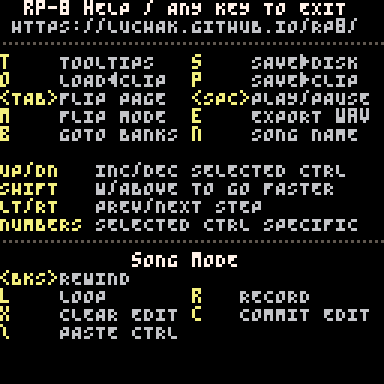 RP-8 HELP / ANY KEY TO EXIT
HTTPS://LUCHAK.GITHUB.IO/RP8/
T TOOLTIPS S SAVE▶DISK
O LOAD◀CLIP P SAVE▶CLIP
<TAB>FLIP PAGE <SPC>PLAY/PAUSE
M FLIP MODE E EXPORT WAV
B GOTO BANKS N SONG NAME
UP/DN INC/DEC SELECTED CTRL
SHIFT W/ABOVE TO GO FASTER
LT/RT PREV/NEXT STEP
NUMBERS SELECTED CTRL SPECIFIC
SONG MODE
<BKS>REWIND
L LOOP R RECORD
X CLEAR EDIT C COMMIT EDIT
\ PASTE CTRL